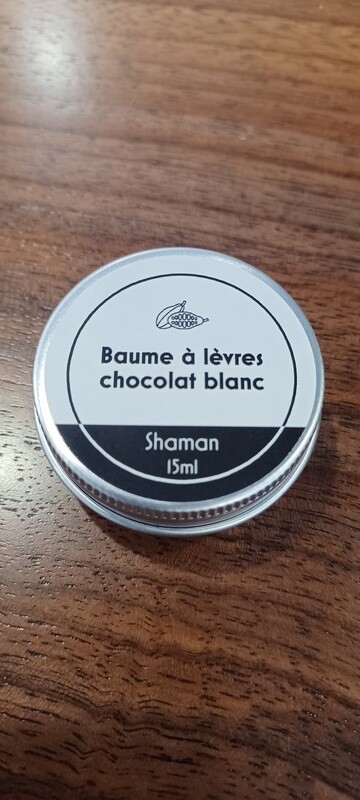 Baume à lèvres
chocolat blanc
Shaman
15ml